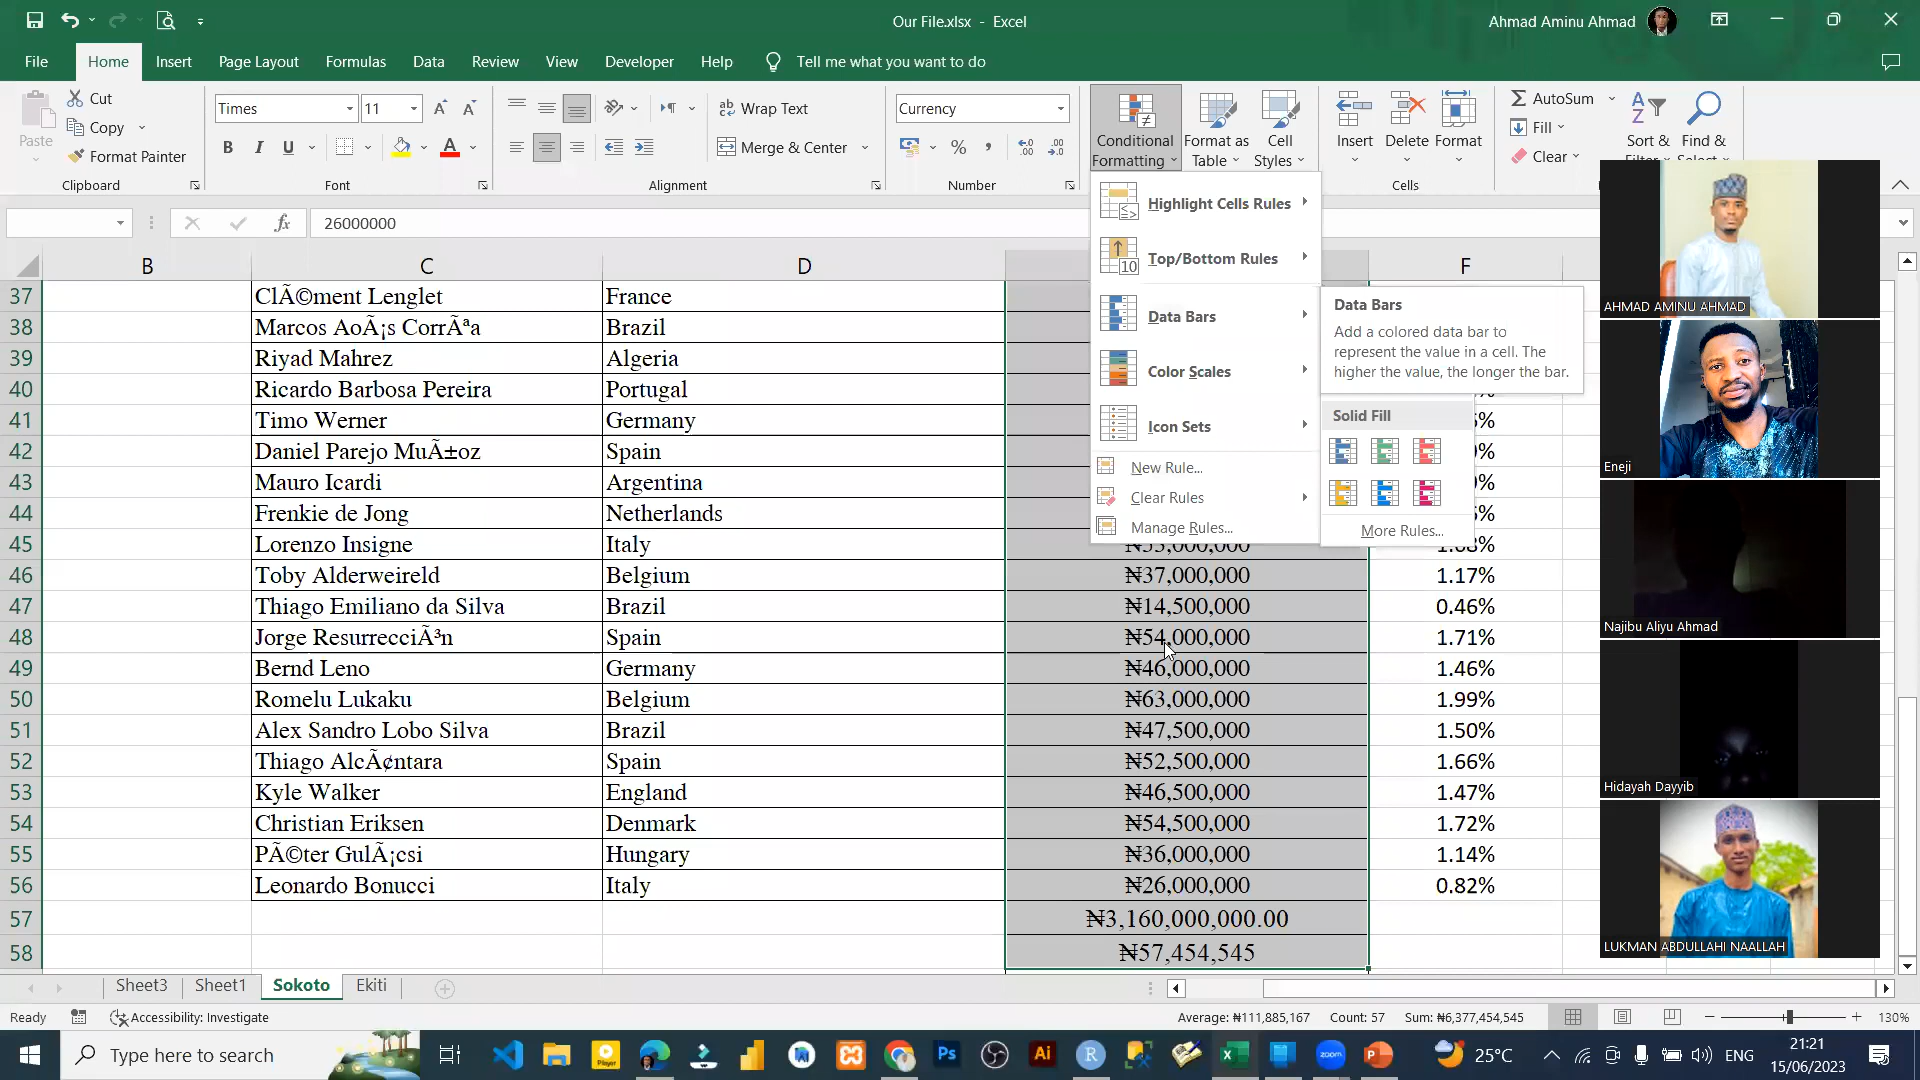 Our File.xlsx - Excel
Ahmad Aminu Ahmad
File Home Insert Page Layout Formulas Data Review View Developer Help Tell me what you want to do
Paste
Cut
Copy
Format Painter
Clipboard
Times 11
B I U
Font
Wrap Text
Merge & Center
Alignment
Currency
Number
Conditional Formatting
Format as Table
Cell Styles
Insert Delete Format
Cells
AutoSum
Fill
Clear
Sort &
Find &
26000000
Highlight Cells Rules
Top/Bottom Rules
Data Bars
Color Scales
Icon Sets
New Rule...
Clear Rules
Manage Rules...
Data Bars
Add a colored data bar to
represent the value in a cell. The
higher the value, the longer the bar.
Solid Fill
More Rules...
B C D F
37 ClÃ©ment Lenglet France
38 Marcos AoÃ¡s CorrÃªa Brazil
39 Riyad Mahrez Algeria
40 Ricardo Barbosa Pereira Portugal
41 Timo Werner Germany
42 Daniel Parejo MuÃ±oz Spain
43 Mauro Icardi Argentina
44 Frenkie de Jong Netherlands
45 Lorenzo Insigne Italy
46 Toby Alderweireld Belgium ₦37,000,000 1.17%
47 Thiago Emiliano da Silva Brazil ₦14,500,000 0.46%
48 Jorge ResurrecciÃ³n Spain ₦54,000,000 1.71%
49 Bernd Leno Germany ₦46,000,000 1.46%
50 Romelu Lukaku Belgium ₦63,000,000 1.99%
51 Alex Sandro Lobo Silva Brazil ₦47,500,000 1.50%
52 Thiago AlcÃ¢ntara Spain ₦52,500,000 1.66%
53 Kyle Walker England ₦46,500,000 1.47%
54 Christian Eriksen Denmark ₦54,500,000 1.72%
55 PÃ©ter GulÃ¡csi Hungary ₦36,000,000 1.14%
56 Leonardo Bonucci Italy ₦26,000,000 0.82%
57 ₦3,160,000,000.00
58 ₦57,454,545
AHMAD AMINU AHMAD
Eneji
Najibu Aliyu Ahmad
Hidayah Dayyib
LUKMAN ABDULLAHI NAALLAH
Sheet3 Sheet1 Sokoto Ekiti
Ready Accessibility: Investigate Average: ₦111,885,167 Count: 57 Sum: ₦6,377,454,545 130%
Type here to search
25°C
ENG
21:21
15/06/2023